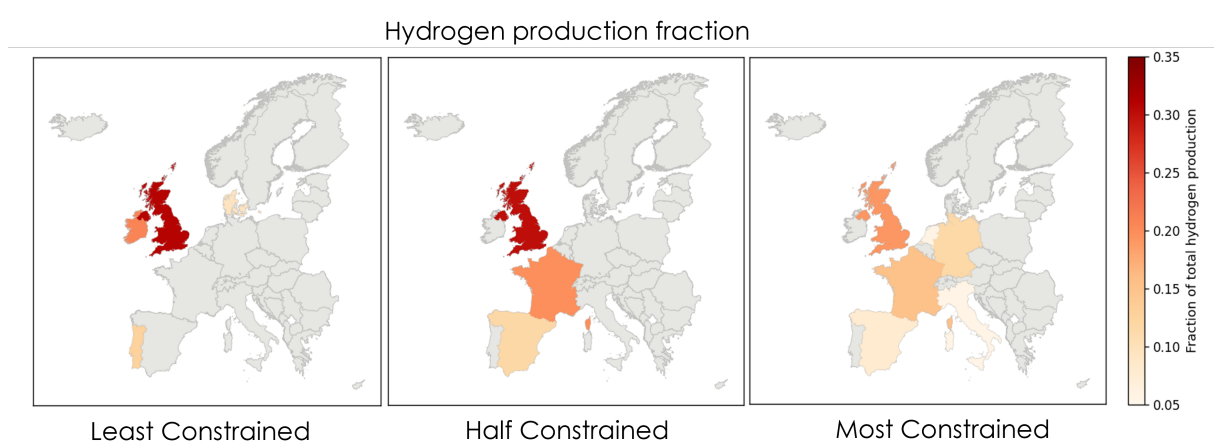 Hydrogen production fraction
0.35
0.30
0.25
0.20
0.15
0.10
0.05
Fraction of total hydrogen production
Least Constrained
Half Constrained
Most Constrained